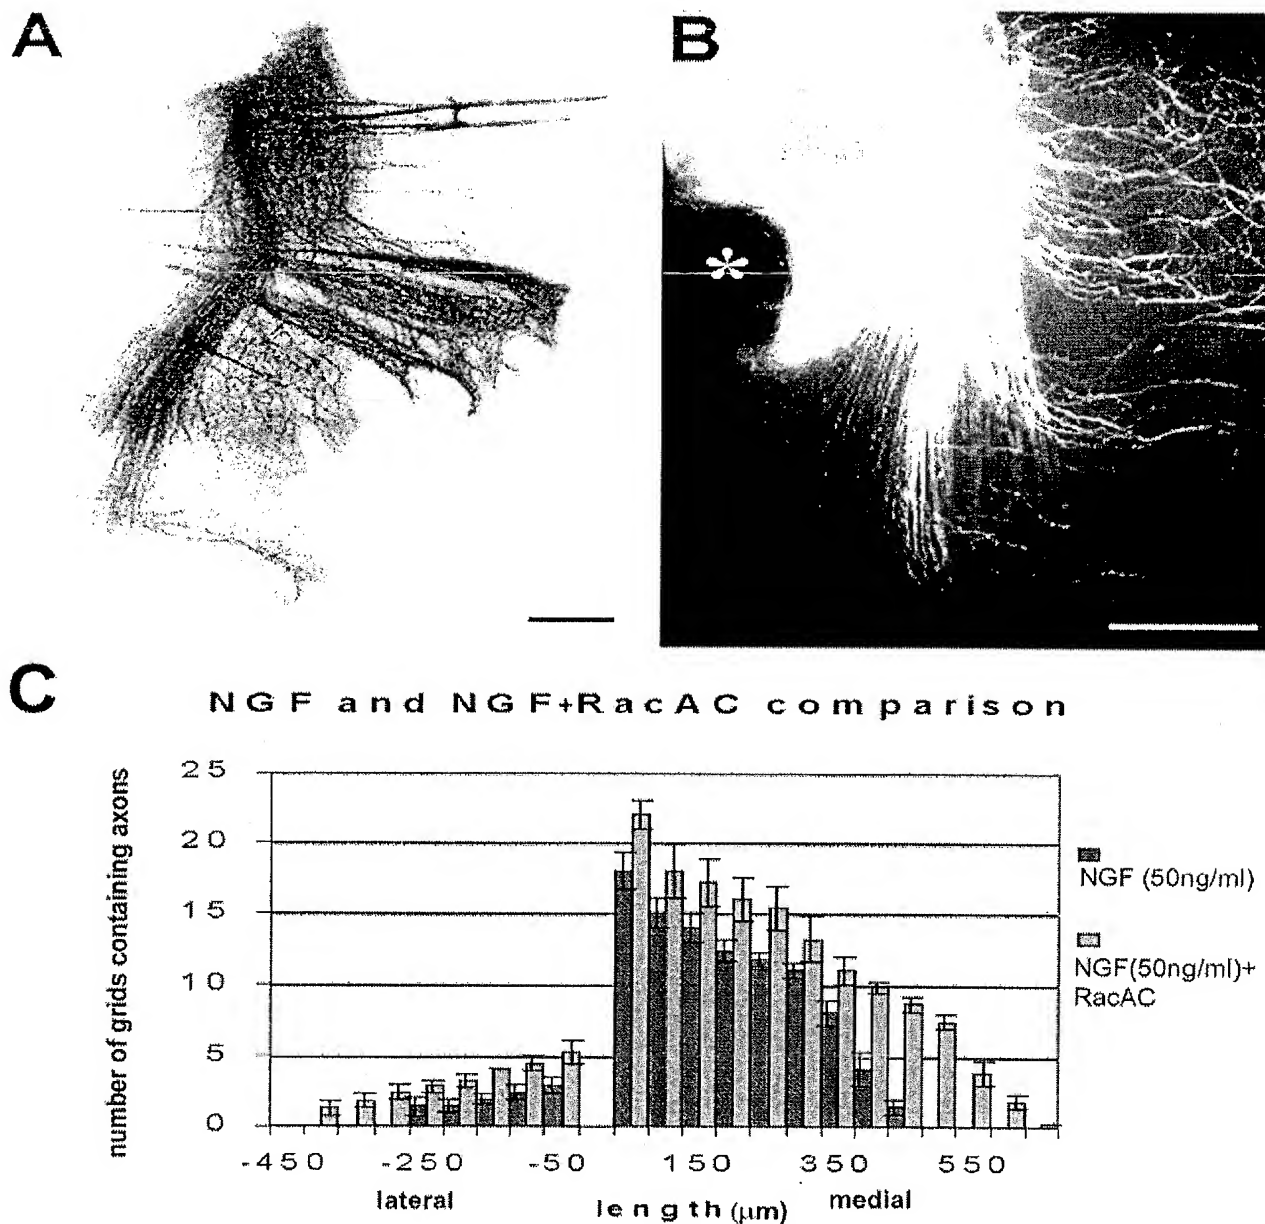 A
B
*
C
NGF and NGF+RacAC comparison
number of grids containing axons
25
20
15
10
5
0
-450 -250 -50 150 350 550
lateral length (μm) medial
NGF (50ng/ml)
NGF(50ng/ml)+
RacAC